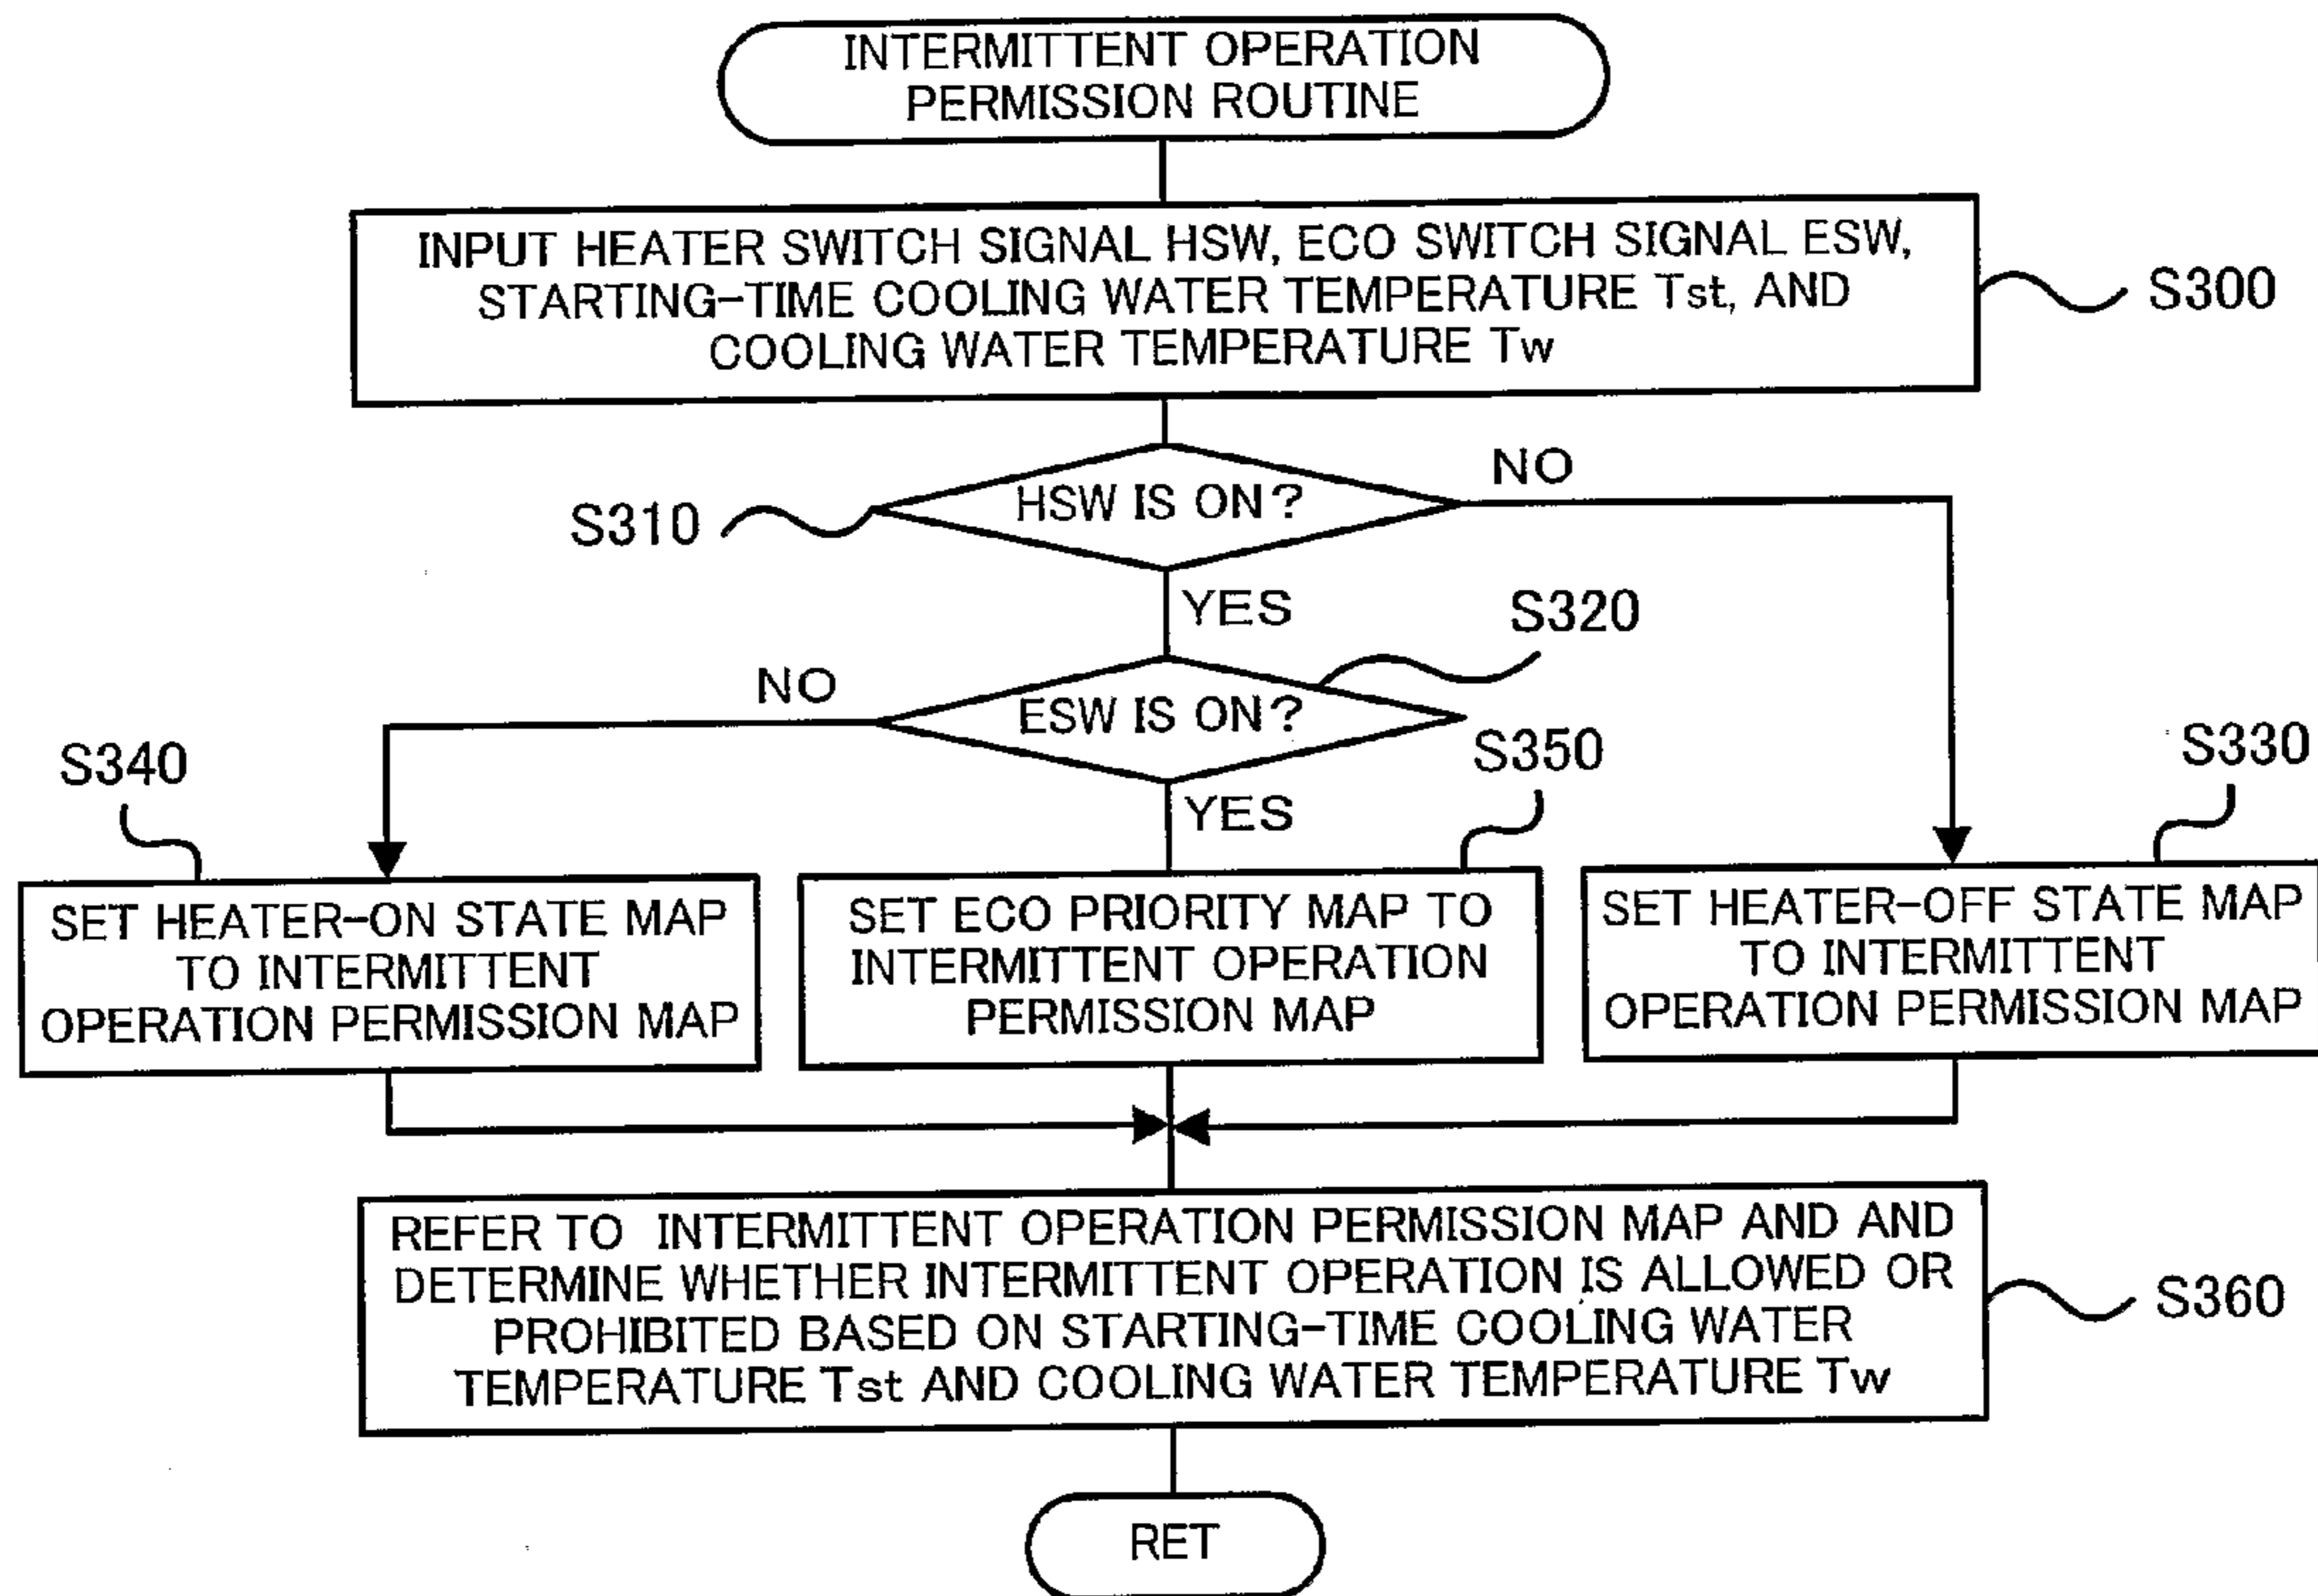 INTERMITTENT OPERATION
PERMISSION ROUTINE
INPUT HEATER SWITCH SIGNAL HSW, ECO SWITCH SIGNAL ESW,
STARTING-TIME COOLING WATER TEMPERATURE Tst, AND
COOLING WATER TEMPERATURE Tw
S300
HSW IS ON?
NO
S310
YES
S320
NO
ESW IS ON?
S340
S350
S330
YES
SET HEATER-ON STATE MAP
TO INTERMITTENT
OPERATION PERMISSION MAP
SET ECO PRIORITY MAP TO
INTERMITTENT OPERATION
PERMISSION MAP
SET HEATER-OFF STATE MAP
TO INTERMITTENT
OPERATION PERMISSION MAP
REFER TO INTERMITTENT OPERATION PERMISSION MAP AND AND
DETERMINE WHETHER INTERMITTENT OPERATION IS ALLOWED OR
PROHIBITED BASED ON STARTING-TIME COOLING WATER
TEMPERATURE Tst AND COOLING WATER TEMPERATURE Tw
S360
RET